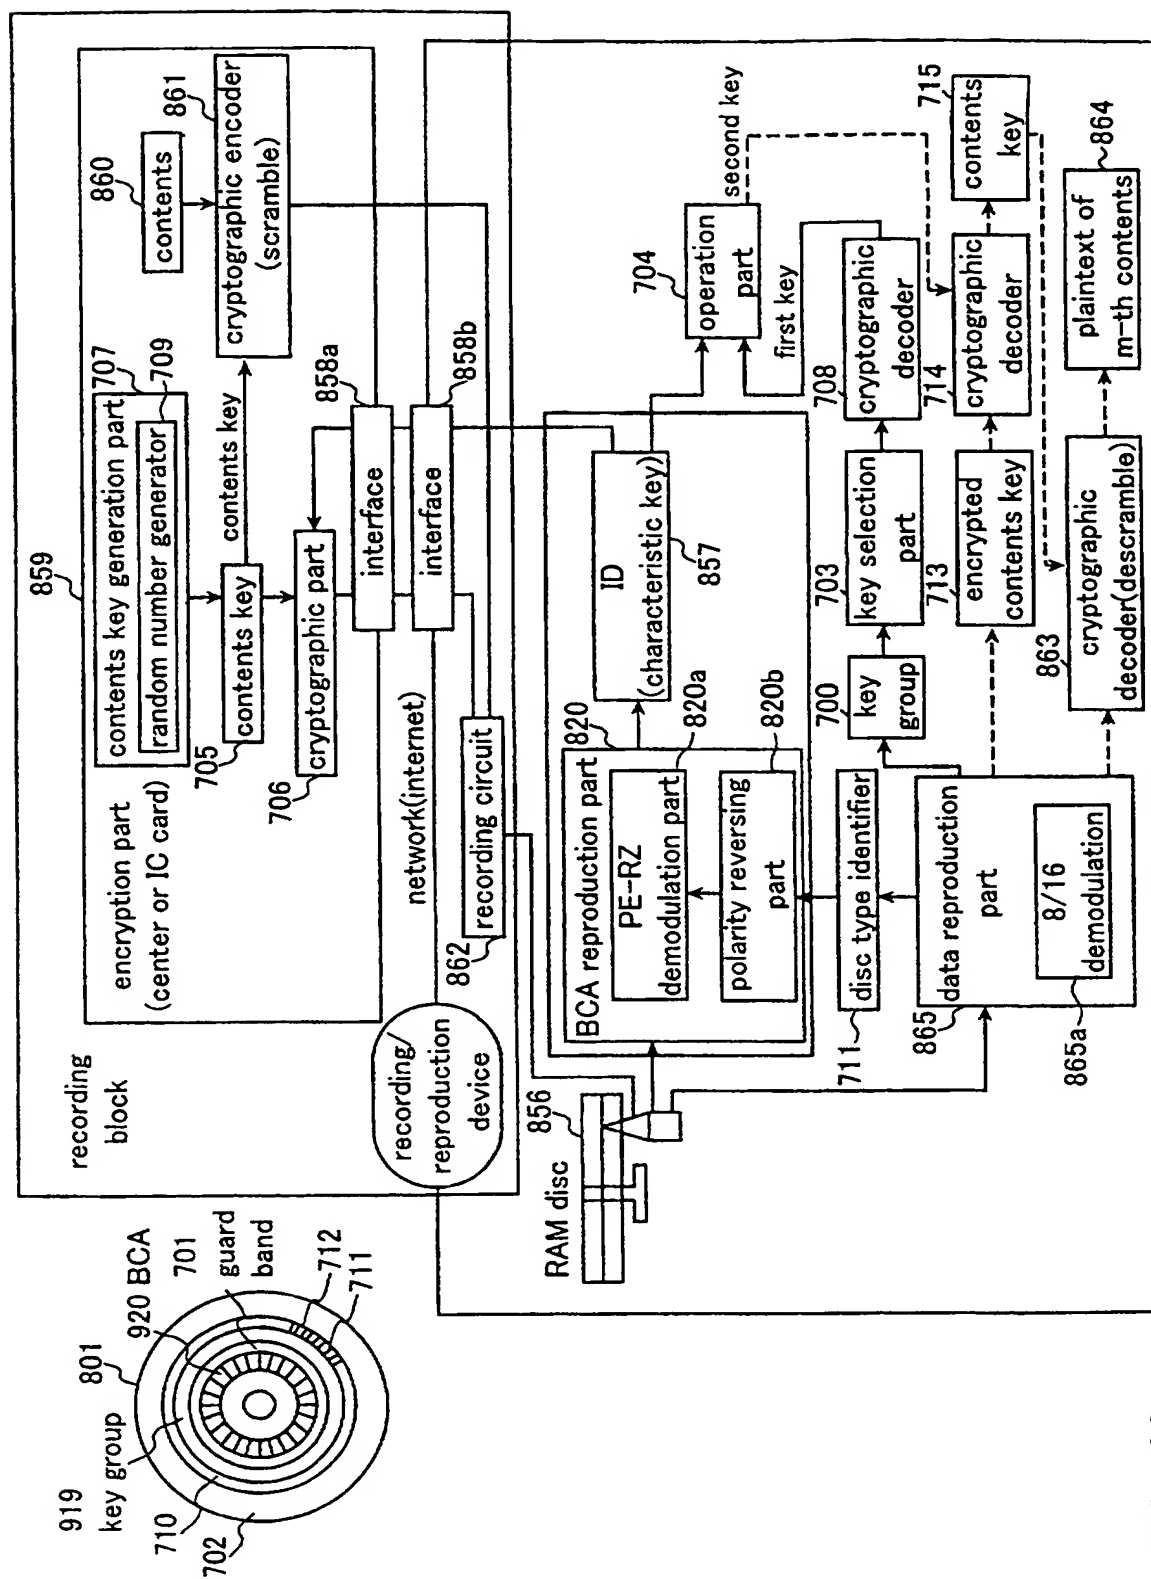 recording
block
859
encryption part
(center or IC card)
contents key generation part
707
random number generator
709
860
contents
861
cryptographic encoder
(scramble)
contents key
contents key
705
cryptographic part
706
858a
interface
858b
interface
network(internet)
recording circuit
862
recording/
reproduction
device
919
key group
801
920 BCA
701
guard
band
712
711
710
702
RAM disc
856
BCA reproduction part
820
PE-RZ
demodulation part
820a
polarity reversing
part
820b
ID
(characteristic key)
857
704
operation
part
second key
first key
711
disc type identifier
865
data reproduction
part
8/16
demodulation
865a
700
key
group
703
key selection
part
708
cryptographic
decoder
713
encrypted
contents key
714
cryptographic
decoder
715
contents
key
863
cryptographic
decoder(descramble)
864
plaintext of
m-th contents